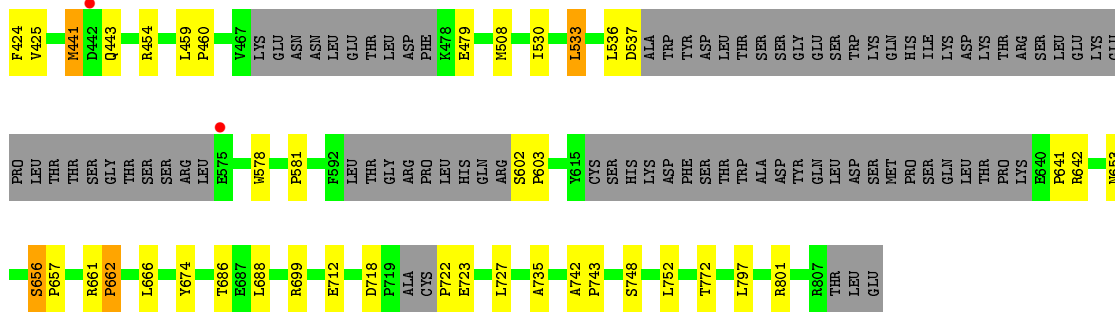 F424 V425 M441 D442 Q443 R454 L459 P460 V467 LYS GLU ASN ASN LEU GLU THR LEU ASP PHE K478 E479 M508 I530 L533 L536 D537 ALA TRP TYR ASP LEU THR SER SER GLY GLU SER TRP LYS GLN HIS ILE LYS ASP LYS THR ARG SER LEU GLU LYS GLU
PRO LEU THR THR SER GLY THR SER SER ARG LEU E575 W578 P581 F592 LEU THR GLY ARG PRO LEU HIS GLN ARG S602 P603 Y615 CYS SER HIS LYS ASP PHE SER THR TRP ALA ASP TYR GLN LEU ASP SER MET PRO SER GLN LEU THR PRO LYS E640 P641 R642 N653
S656 P657 R661 P662 L666 Y674 T686 E687 L688 R699 E712 D718 P719 ALA CYS P722 E723 L727 A735 A742 P743 S748 L752 T772 L797 R801 R807 THR LEU GLU